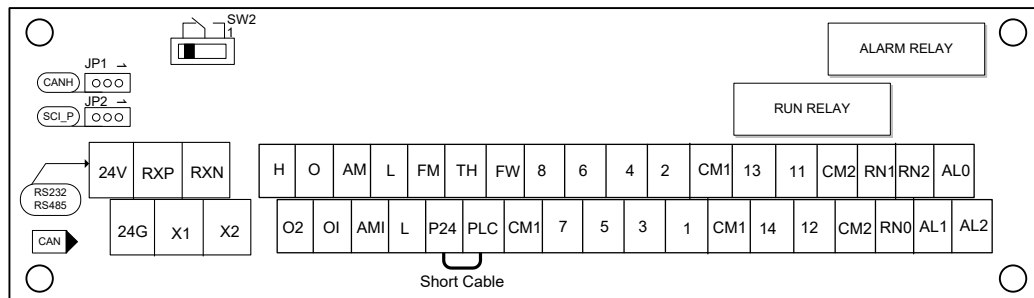 SW2
1
ALARM RELAY
JP1 1
CANH
JP2 1
SCI_P
RUN RELAY
24V RXP RXN
H O AM L FM TH FW 8 6 4 2 CM1 13 11 CM2 RN1 RN2 AL0
RS232
RS485
24G X1 X2
O2 OI AMI L P24 PLC CM1 7 5 3 1 CM1 14 12 CM2 RN0 AL1 AL2
CAN
Short Cable